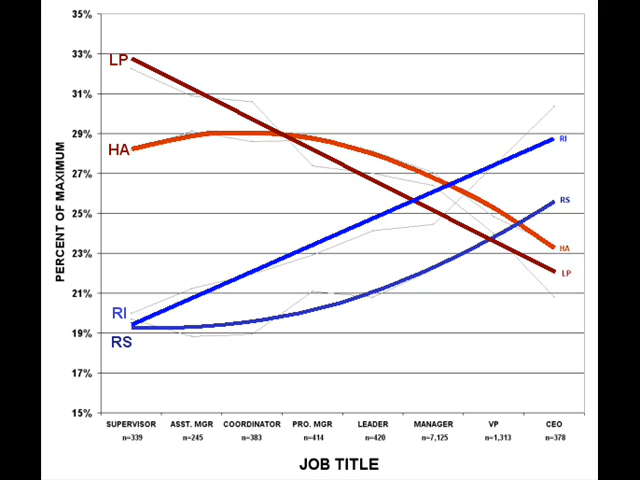 35%
33%
31%
29%
27%
25%
23%
21%
19%
17%
15%
PERCENT OF MAXIMUM
LP
HA
RI
RS
RI
RS
HA
LP
SUPERVISOR ASST. MGR COORDINATOR PRO. MGR LEADER MANAGER VP CEO
n=339 n=245 n=383 n=414 n=420 n=7,125 n=1,313 n=378
JOB TITLE